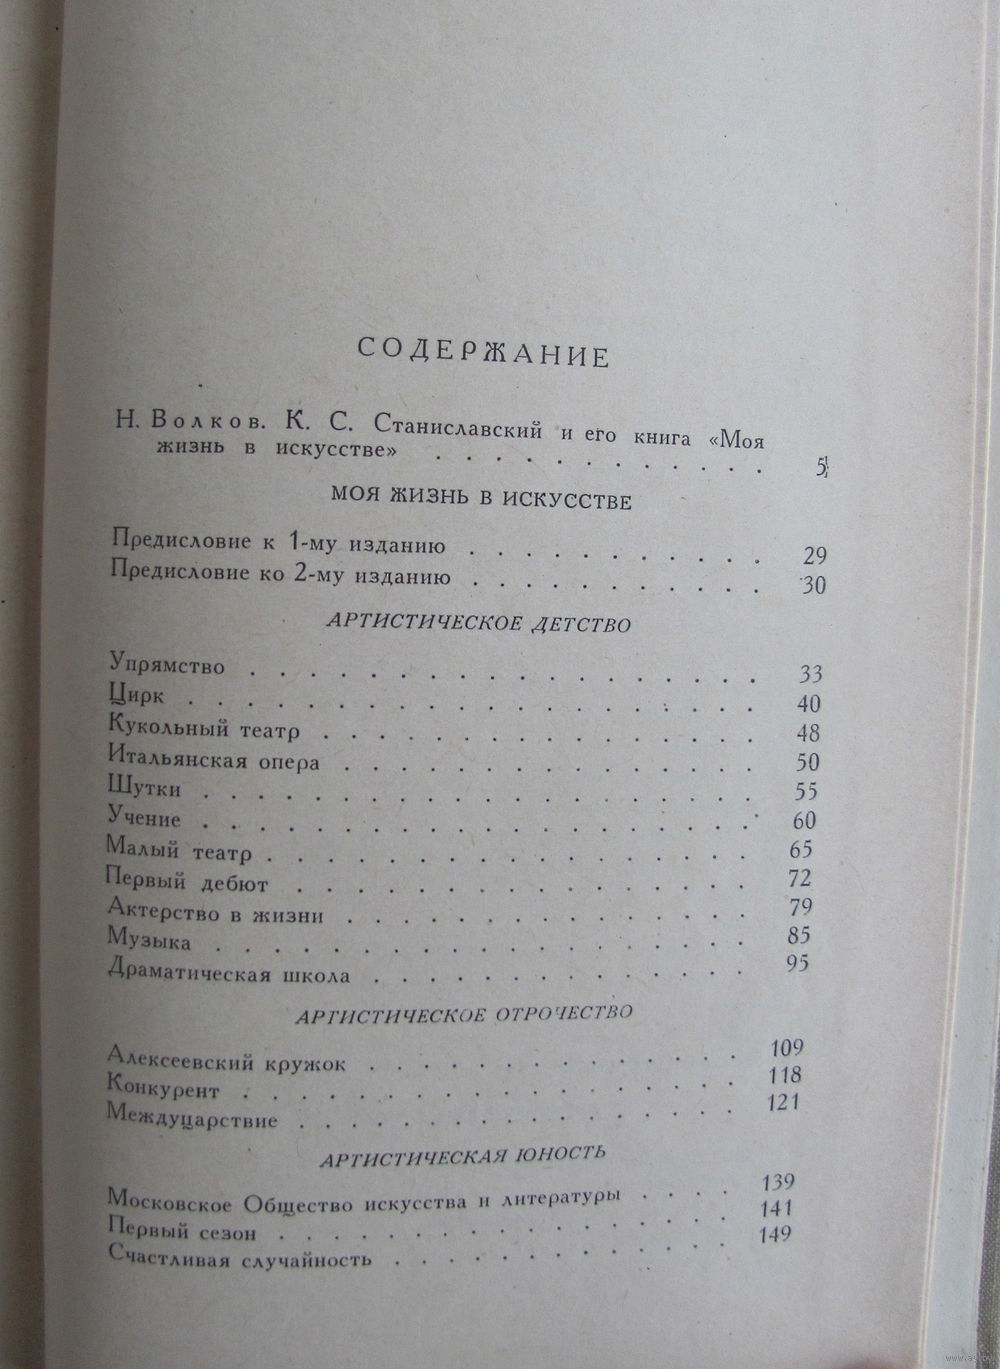 СОДЕРЖАНИЕ
Н. Волков. К. С. Станиславский и его книга «Моя
жизнь в искусстве» . . . . . . . . . . . . 5
МОЯ ЖИЗНЬ В ИСКУССТВЕ
Предисловие к 1-му изданию . . . . . . . . . . . 29
Предисловие ко 2-му изданию . . . . . . . . . . . 30
АРТИСТИЧЕСКОЕ ДЕТСТВО
Упрямство . . . . . . . . . . . . . . . . . 33
Цирк . . . . . . . . . . . . . . . . . . . 40
Кукольный театр . . . . . . . . . . . . . . . 48
Итальянская опера . . . . . . . . . . . . . . 50
Шутки . . . . . . . . . . . . . . . . . . . 55
Учение . . . . . . . . . . . . . . . . . . . 60
Малый театр . . . . . . . . . . . . . . . . 65
Первый дебют . . . . . . . . . . . . . . . 72
Актерство в жизни . . . . . . . . . . . . . 79
Музыка . . . . . . . . . . . . . . . . . . 85
Драматическая школа . . . . . . . . . . . . . 95
АРТИСТИЧЕСКОЕ ОТРОЧЕСТВО
Алексеевский кружок . . . . . . . . . . . . . 109
Конкурент . . . . . . . . . . . . . . . . . 118
Междуцарствие . . . . . . . . . . . . . . . 121
АРТИСТИЧЕСКАЯ ЮНОСТЬ
Московское Общество искусства и литературы . . . . 139
Первый сезон . . . . . . . . . . . . . . . . 141
Счастливая случайность . . . . . . . . . . . . 149